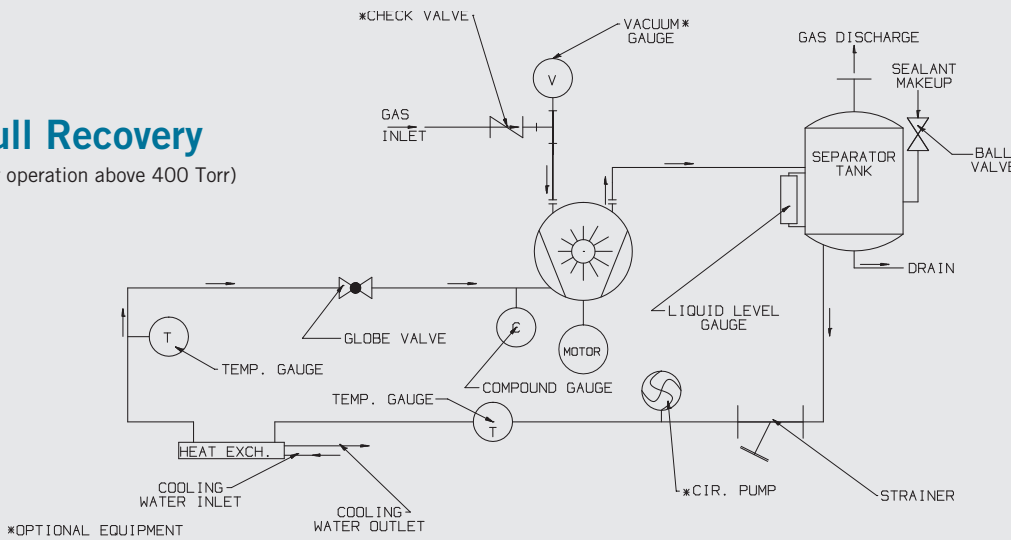 *CHECK VALVE
VACUUM*
GAUGE
V
GAS DISCHARGE
SEALANT
MAKEUP
GAS
INLET
ull Recovery
operation above 400 Torr)
SEPARATOR
TANK
BALL
VALVE
DRAIN
LIQUID LEVEL
GAUGE
GLOBE VALVE
C
MOTOR
T
TEMP. GAUGE
COMPOUND GAUGE
TEMP. GAUGE
T
HEAT EXCH.
COOLING
WATER INLET
COOLING
WATER OUTLET
*CIR. PUMP
STRAINER
*OPTIONAL EQUIPMENT